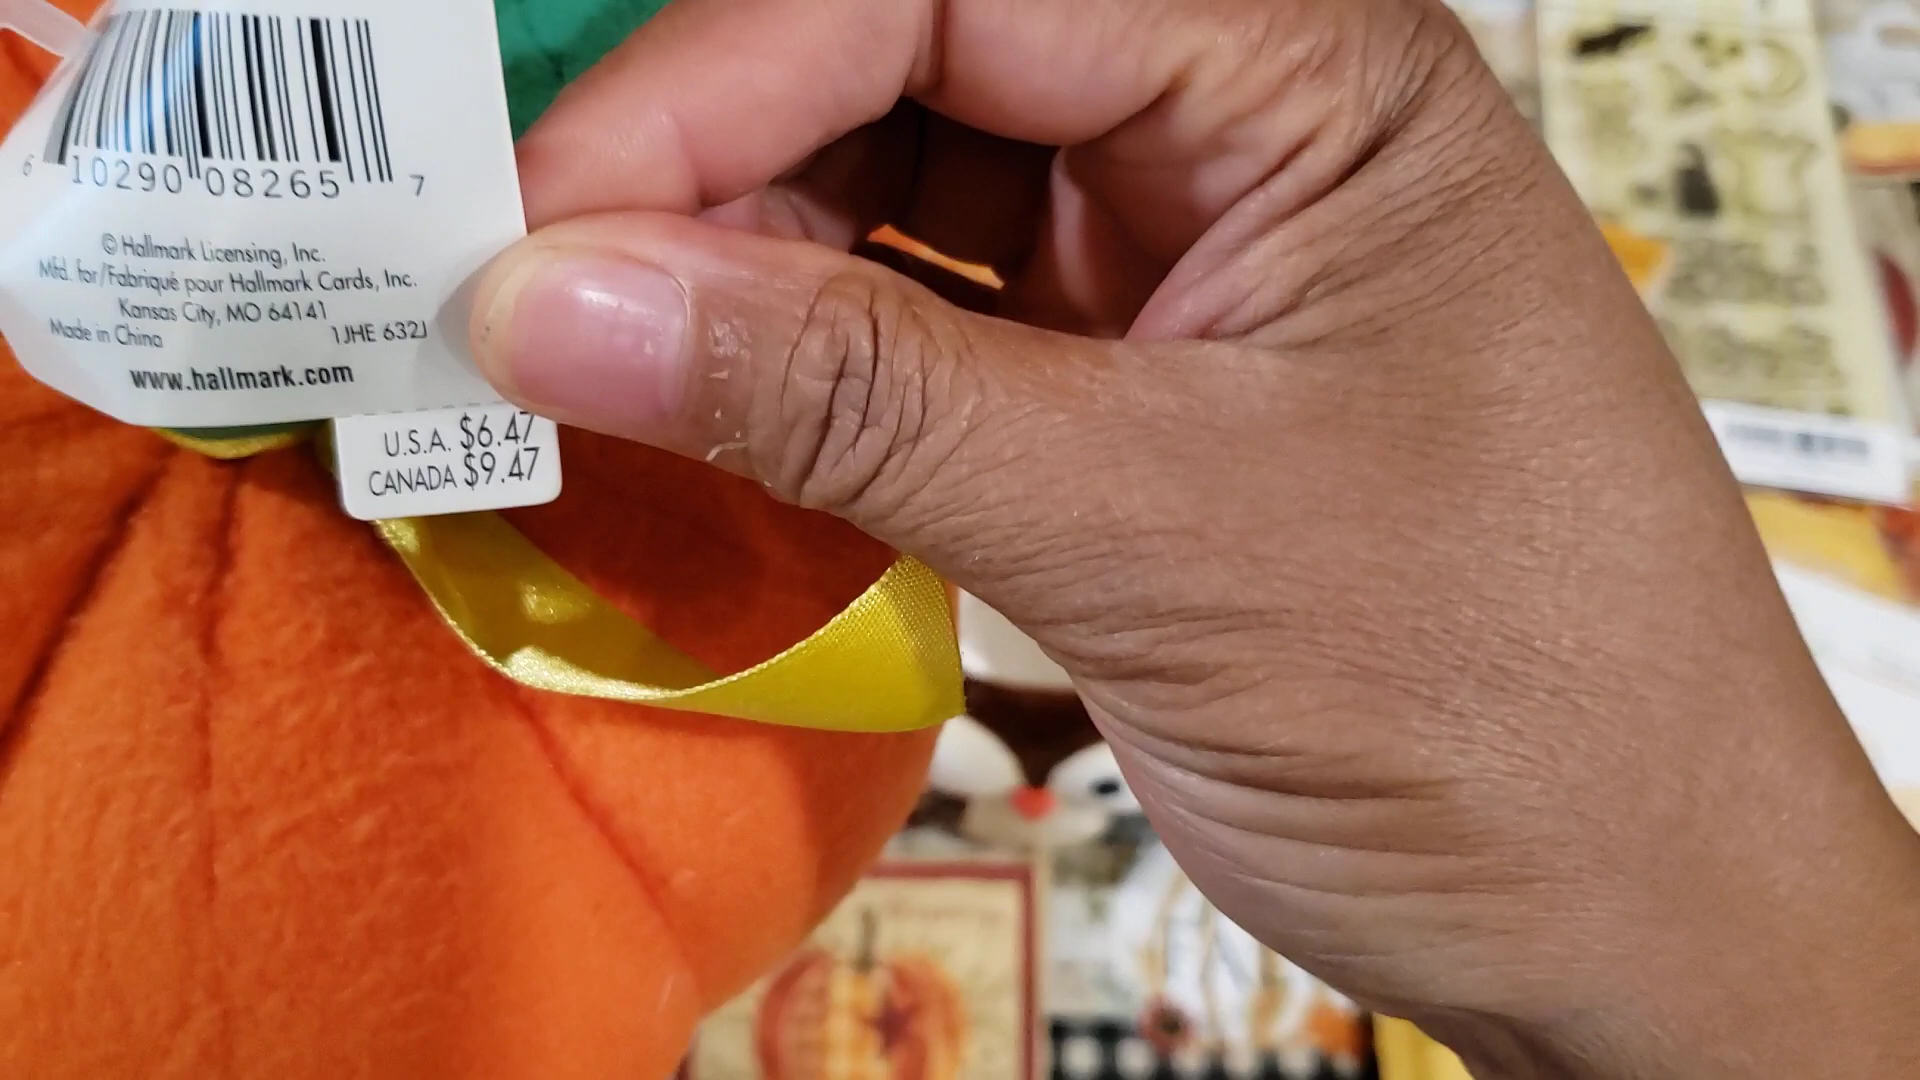 6 10290 08265 7
© Hallmark Licensing, Inc.
Mfd. for/Fabriqué pour Hallmark Cards, Inc.
Kansas City, MO 64141
Made in China 1JHE 632J
www.hallmark.com
U.S.A. $6.47
CANADA $9.47